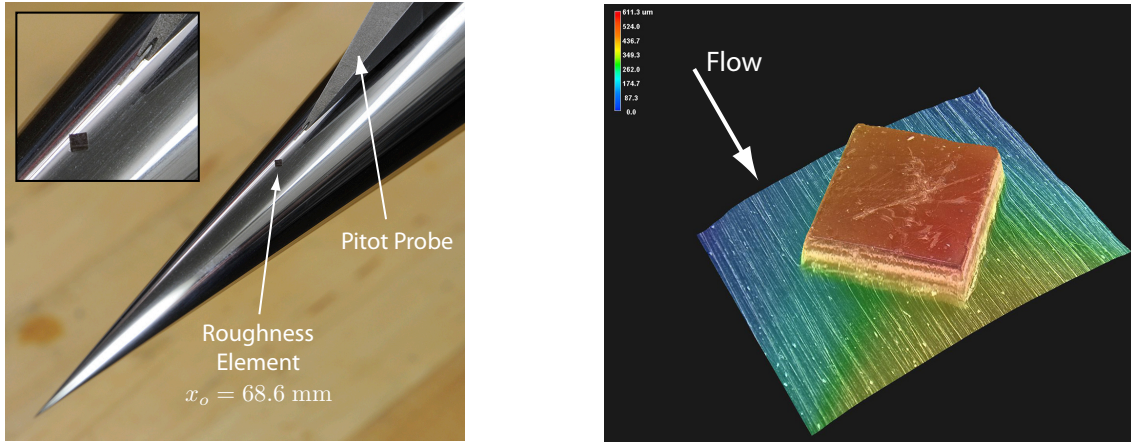 Pitot Probe
Roughness
Element
x_o = 68.6 mm
611.3 um
524.0
436.7
349.3
262.0
174.7
87.3
0.0
Flow